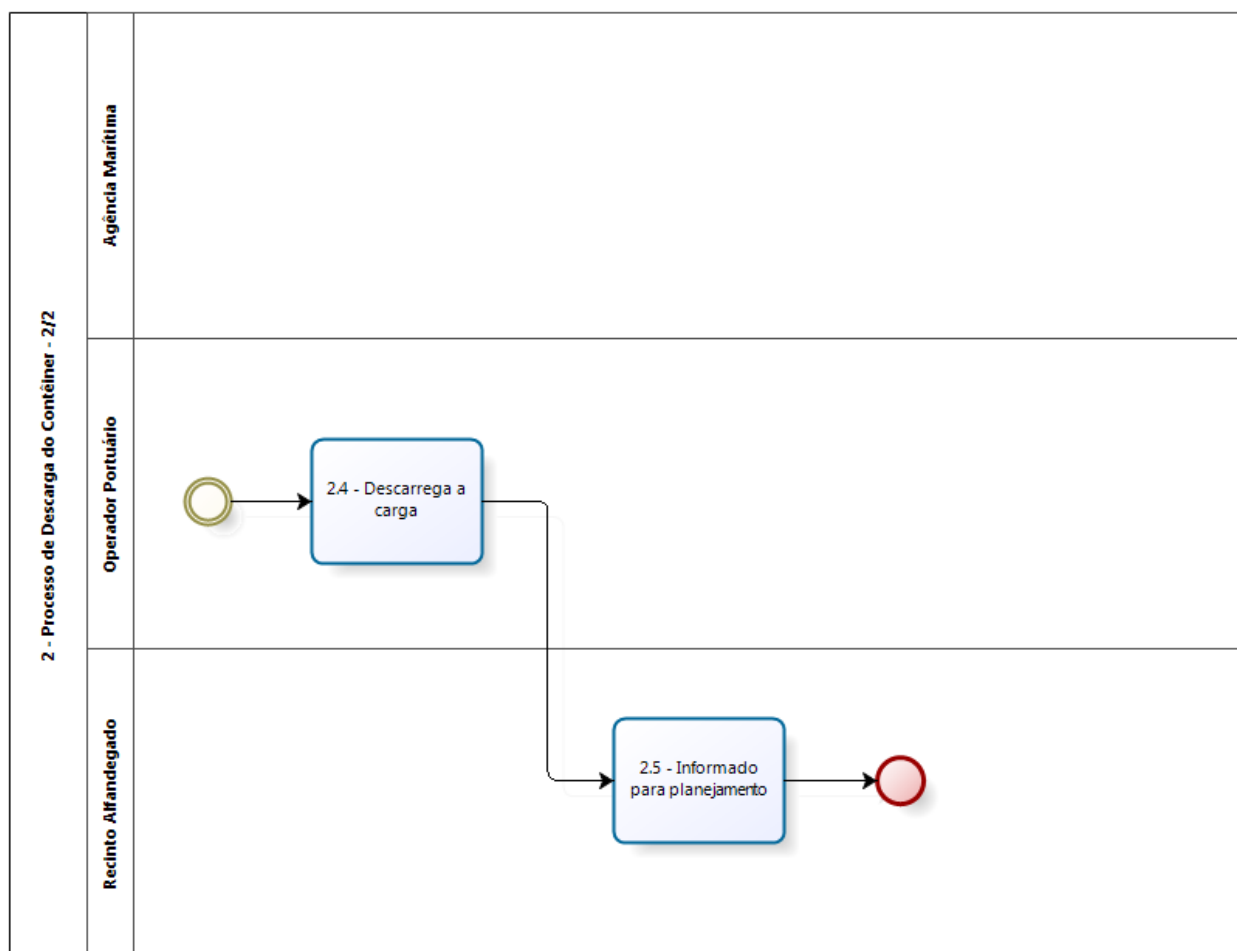 2 - Processo de Descarga do Contêiner - 2/2
Agência Marítima
Operador Portuário
2.4 - Descarrega a
carga
Recinto Alfandegado
2.5 - Informado
para planejamento